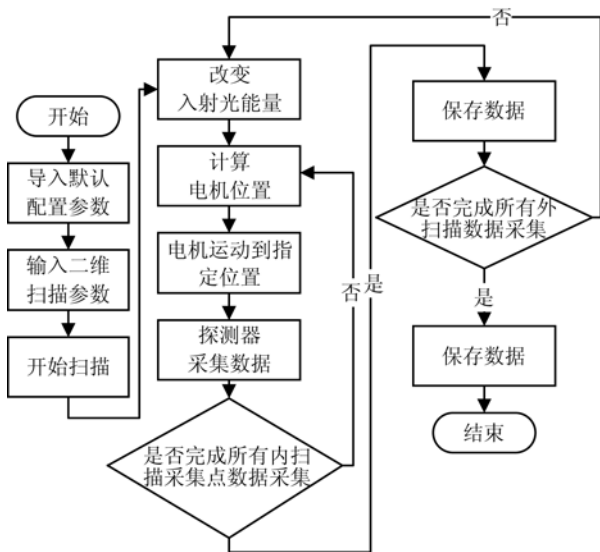 开始
导入默认
配置参数
输入二维
扫描参数
开始扫描
改变
入射光能量
计算
电机位置
电机运动到指
定位置
探测器
采集数据
是否完成所有内扫
描采集点数据采集
否
是
保存数据
是否完成所有外
扫描数据采集
否
是
保存数据
结束